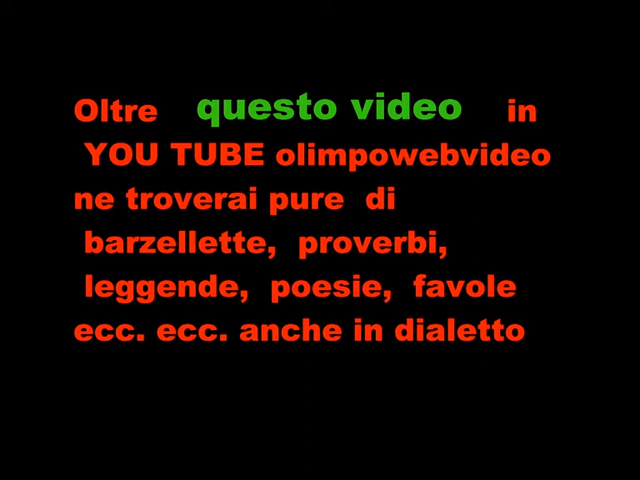 Oltre questo video in
YOU TUBE olimpowebvideo
ne troverai pure di
barzellette, proverbi,
leggende, poesie, favole
ecc. ecc. anche in dialetto